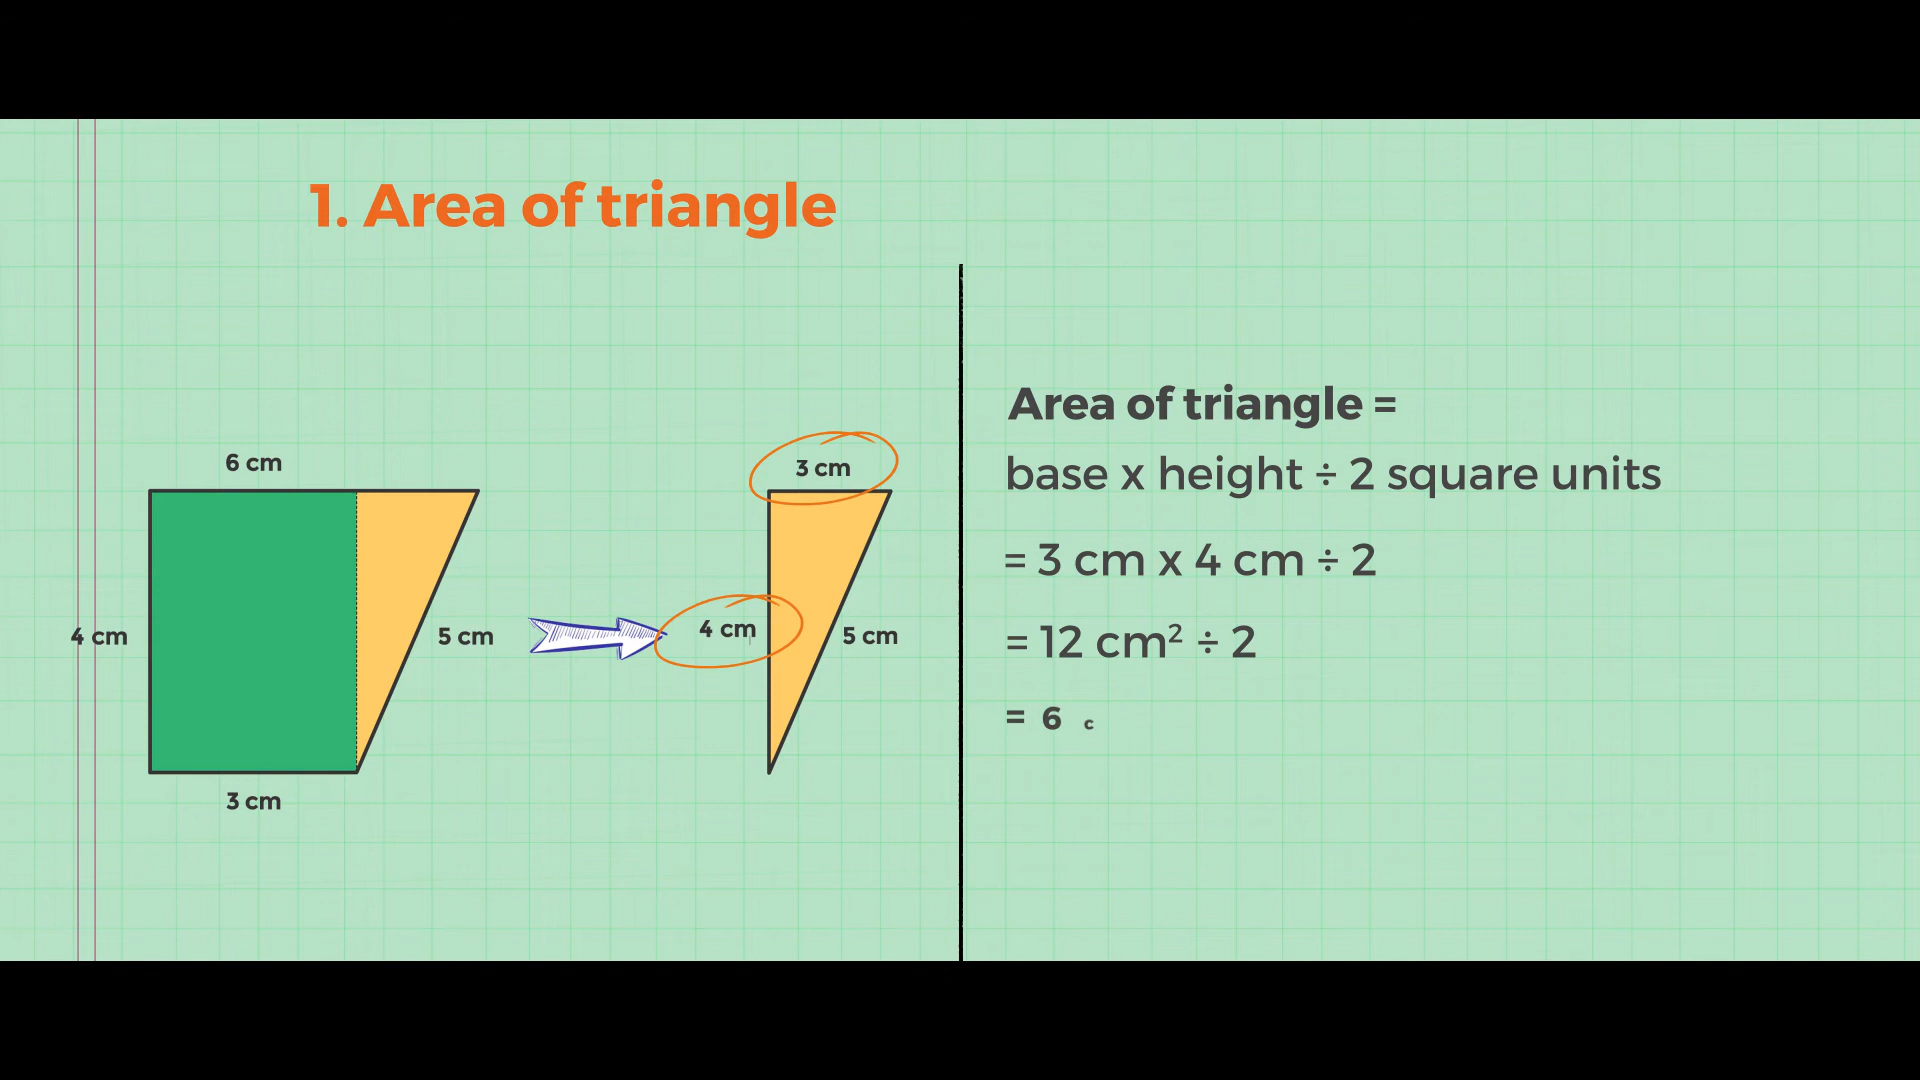 1. Area of triangle
6 cm
4 cm
5 cm
3 cm
3 cm
4 cm
5 cm
Area of triangle =
base x height ÷ 2 square units
= 3 cm x 4 cm ÷ 2
= 12 cm² ÷ 2
= 6 c